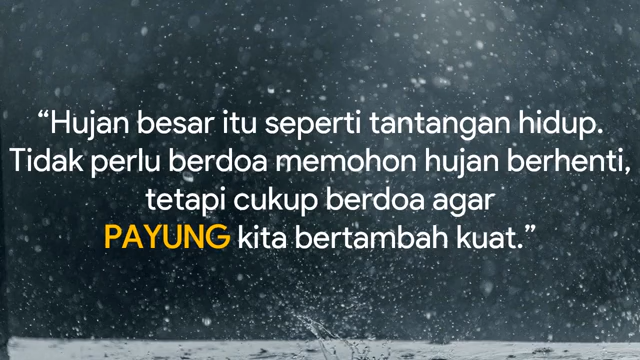 “Hujan besar itu seperti tantangan hidup.
Tidak perlu berdoa memohon hujan berhenti,
tetapi cukup berdoa agar
PAYUNG kita bertambah kuat.”